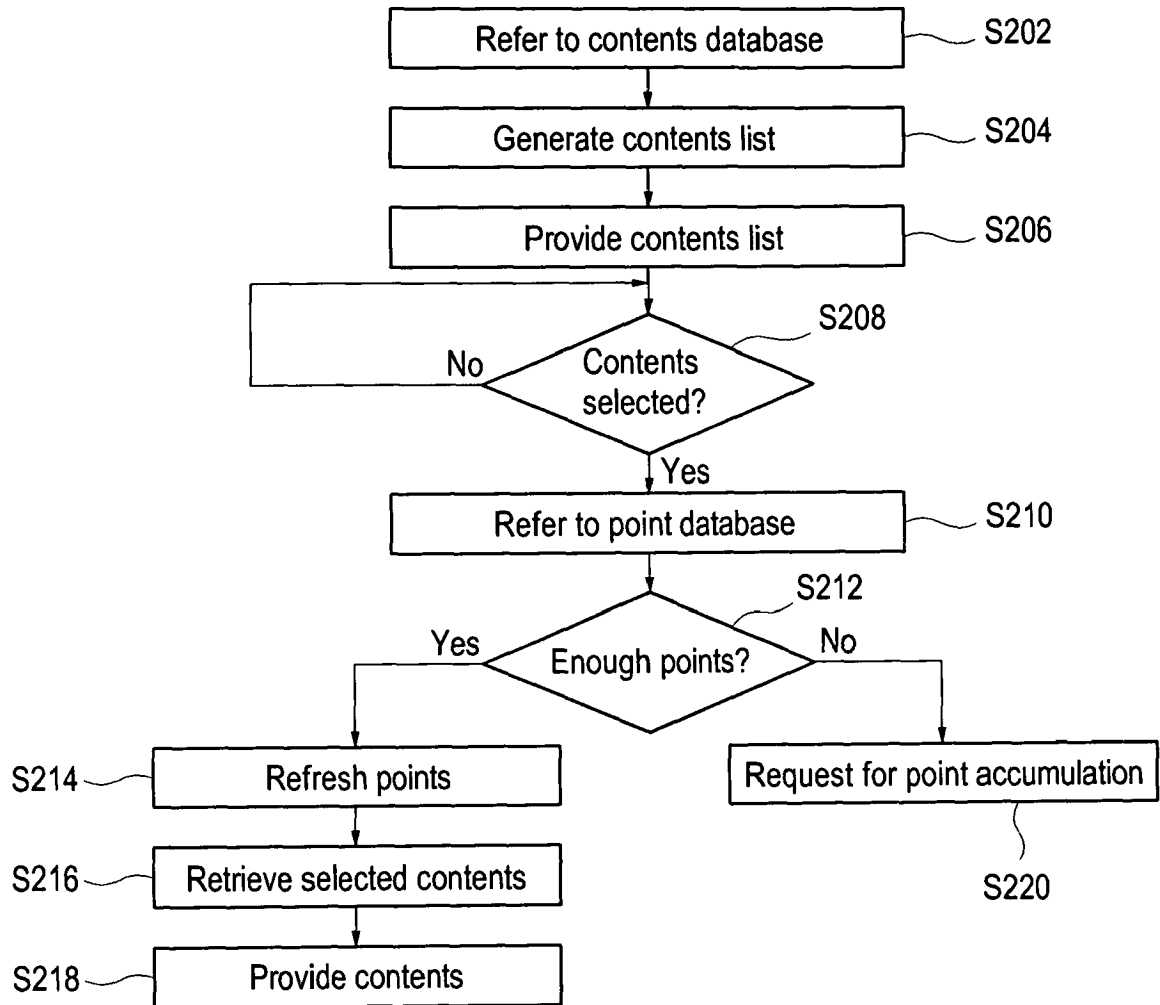 Refer to contents database
S202
Generate contents list
S204
Provide contents list
S206
S208
Contents
selected?
No
Yes
Refer to point database
S210
S212
Yes
Enough points?
No
S214
Refresh points
Request for point accumulation
S216
Retrieve selected contents
S220
S218
Provide contents